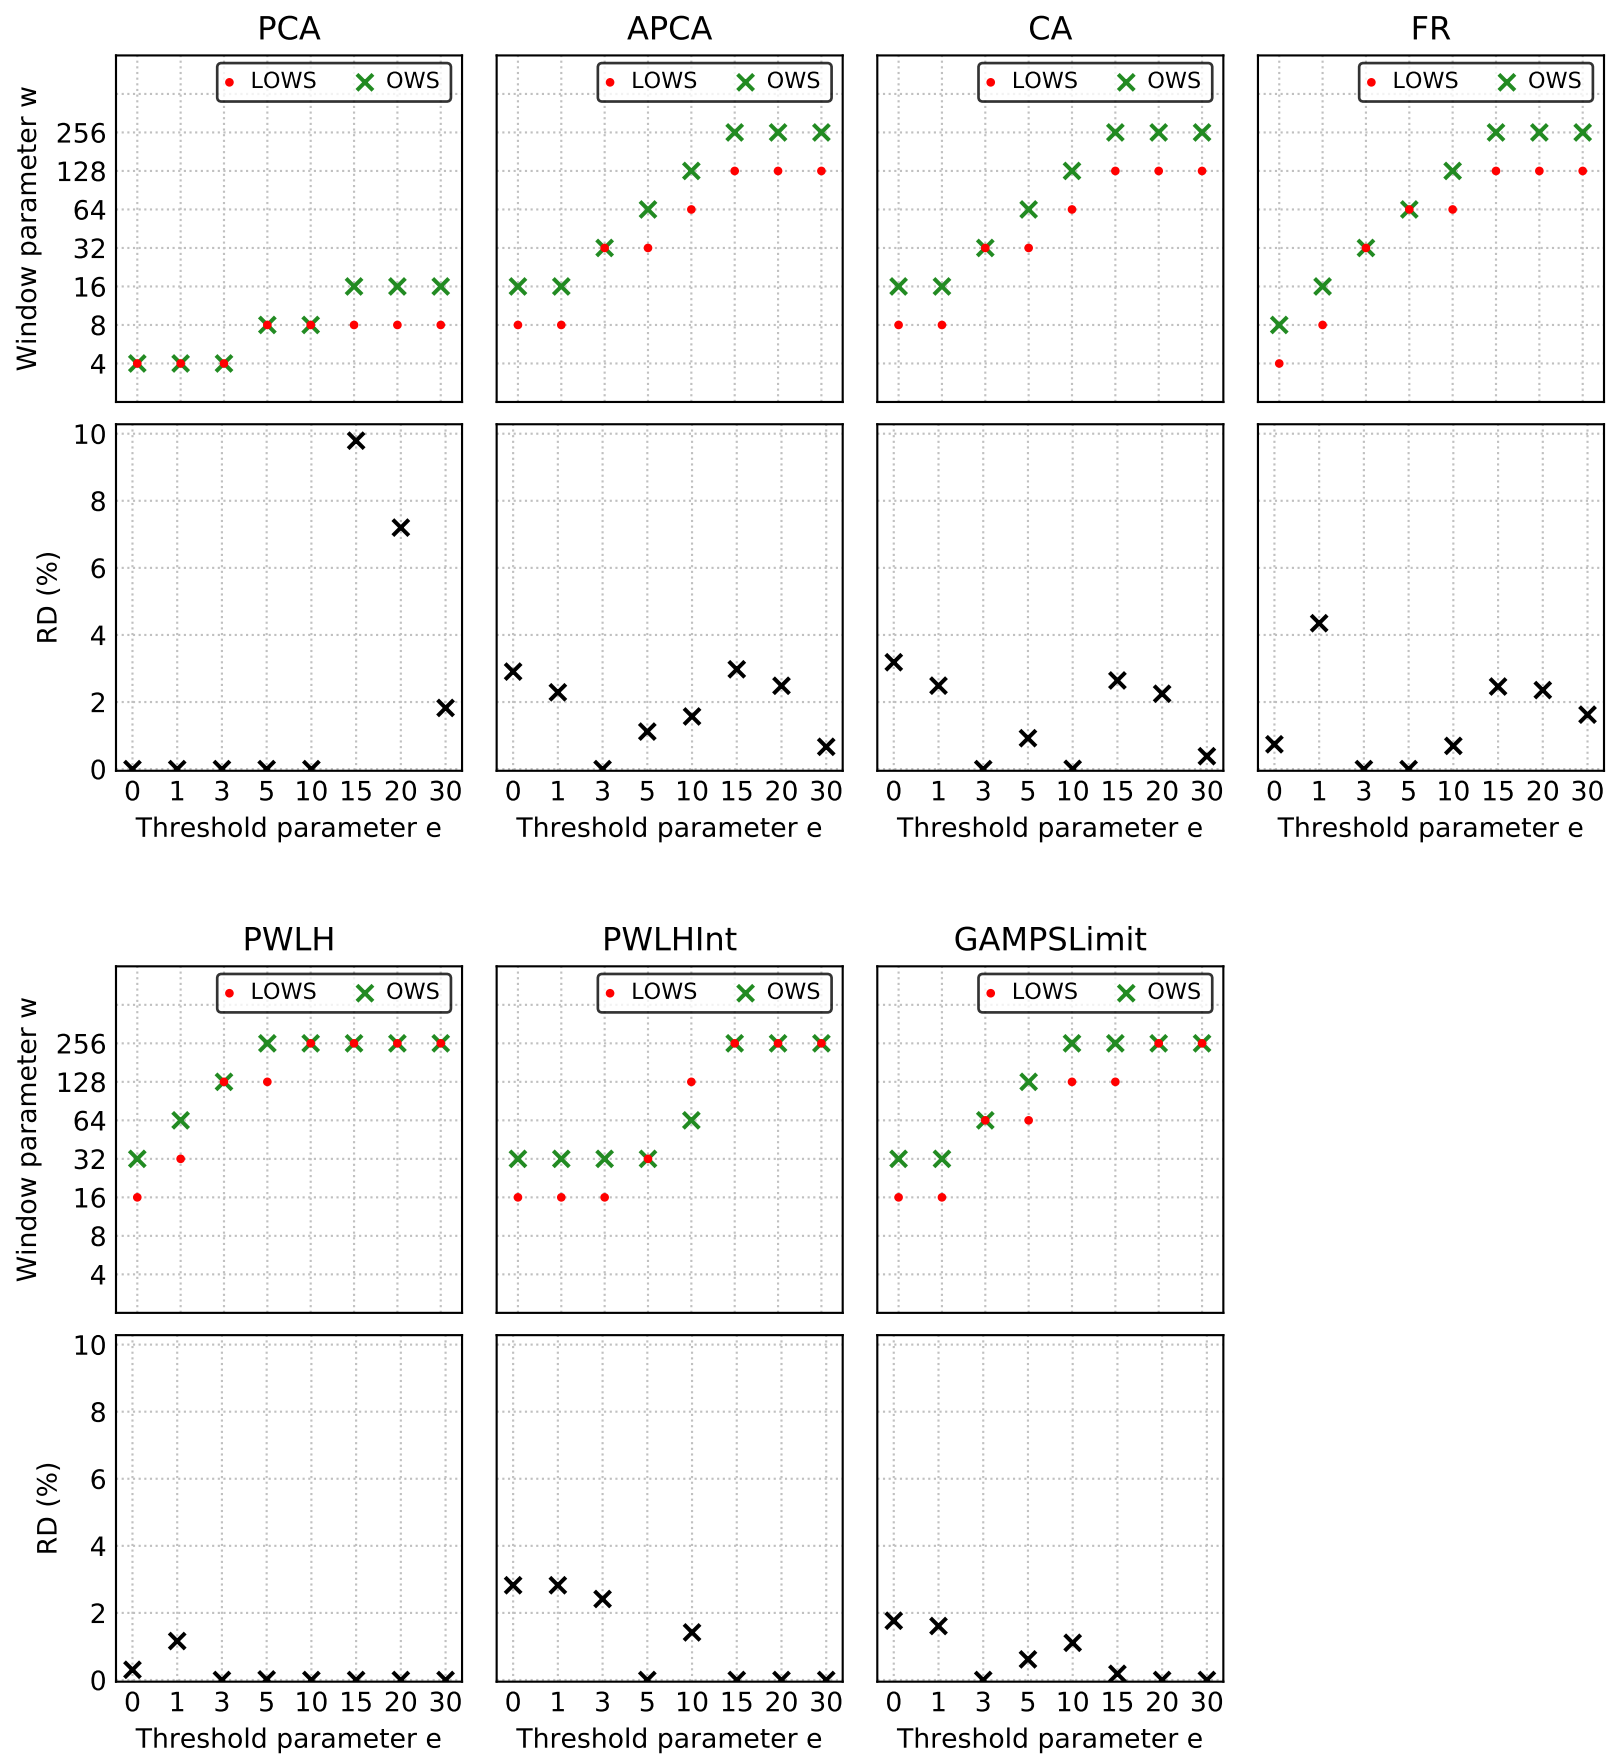 PCA APCA CA FR
LOWS OWS LOWS OWS LOWS OWS LOWS OWS
Window parameter w
256
128
64
32
16
8
4
RD (%)
10
8
6
4
2
0
0 1 3 5 10 15 20 30 0 1 3 5 10 15 20 30 0 1 3 5 10 15 20 30 0 1 3 5 10 15 20 30
Threshold parameter e Threshold parameter e Threshold parameter e Threshold parameter e
PWLH PWLHInt GAMPSLimit
LOWS OWS LOWS OWS LOWS OWS
Window parameter w
256
128
64
32
16
8
4
RD (%)
10
8
6
4
2
0
0 1 3 5 10 15 20 30 0 1 3 5 10 15 20 30 0 1 3 5 10 15 20 30
Threshold parameter e Threshold parameter e Threshold parameter e